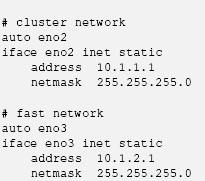 # cluster network
auto eno2
iface eno2 inet static
    address  10.1.1.1
    netmask  255.255.255.0

# fast network
auto eno3
iface eno3 inet static
    address  10.1.2.1
    netmask  255.255.255.0